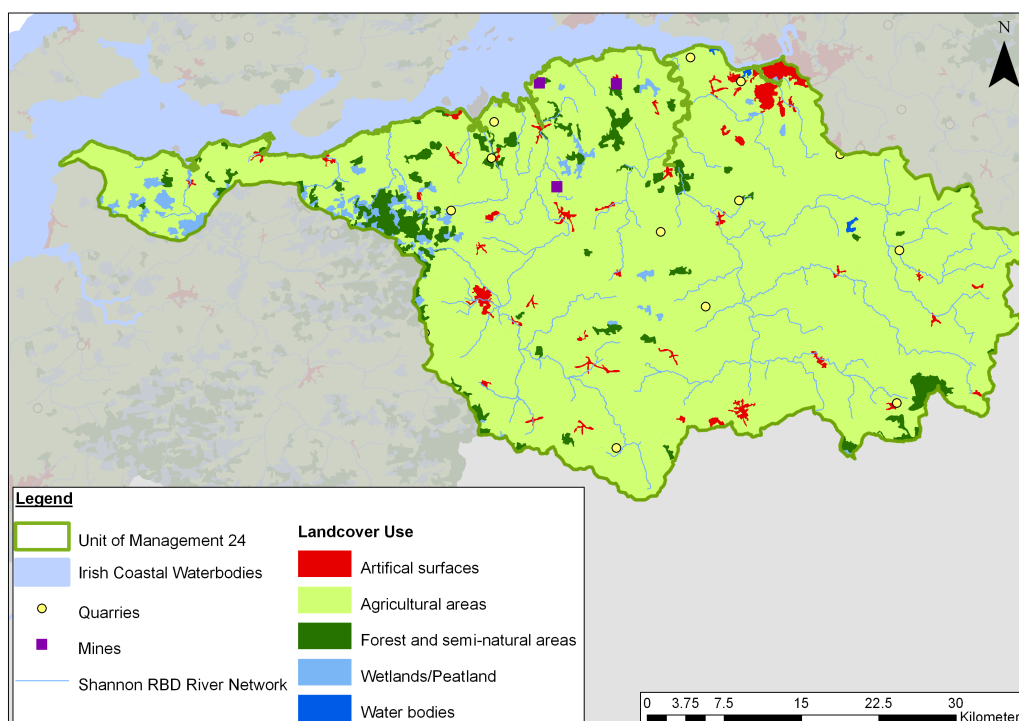 N
Legend
Unit of Management 24
Irish Coastal Waterbodies
Quarries
Mines
Shannon RBD River Network
Landcover Use
Artifical surfaces
Agricultural areas
Forest and semi-natural areas
Wetlands/Peatland
Water bodies
0 3.75 7.5 15 22.5 30
Kilometer